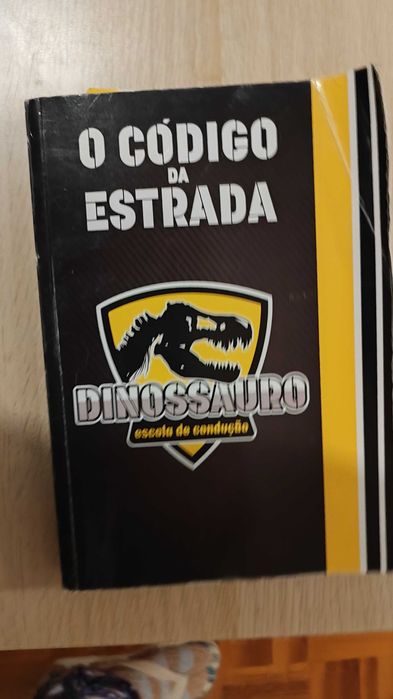 O CÓDIGO
DA
ESTRADA
DINOSSAURO
escola de condução